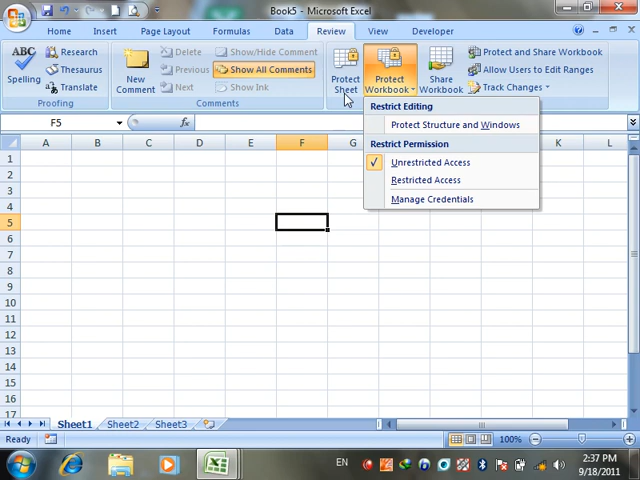 Book5 - Microsoft Excel
Home Insert Page Layout Formulas Data Review View Developer
ABC
Spelling
Research
Thesaurus
Translate
Proofing
New Comment
Delete
Previous
Next
Show/Hide Comment
Show All Comments
Show Ink
Comments
Protect Sheet
Protect Workbook
Share Workbook
Protect and Share Workbook
Allow Users to Edit Ranges
Track Changes
Restrict Editing
Protect Structure and Windows
Restrict Permission
Unrestricted Access
Restricted Access
Manage Credentials
F5 fx
A B C D E F G K L
1
2
3
4
5
6
7
8
9
10
11
12
13
14
15
16
17
Sheet1 Sheet2 Sheet3
Ready 100%
EN 2:37 PM
9/18/2011